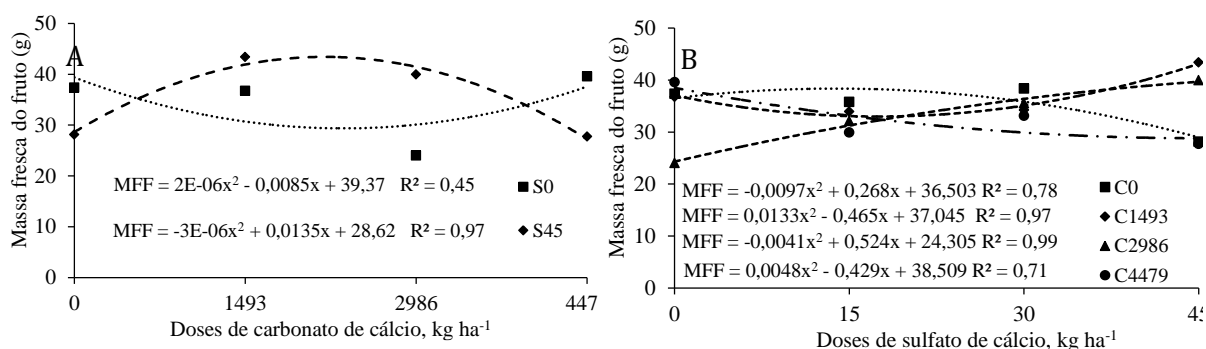 Massa fresca do fruto (g)
50
40
30
20
10
0
A
MFF = 2E-06x² - 0,0085x + 39,37 R² = 0,45
S0
MFF = -3E-06x² + 0,0135x + 28,62 R² = 0,97
S45
0 1493 2986 447
Doses de carbonato de cálcio, kg ha⁻¹
Massa fresca do fruto (g)
50
40
30
20
10
0
B
MFF = -0,0097x² + 0,268x + 36,503 R² = 0,78
MFF = 0,0133x² - 0,465x + 37,045 R² = 0,97
MFF = -0,0041x² + 0,524x + 24,305 R² = 0,99
MFF = 0,0048x² - 0,429x + 38,509 R² = 0,71
C0
C1493
C2986
C4479
0 15 30 45
Doses de sulfato de cálcio, kg ha⁻¹